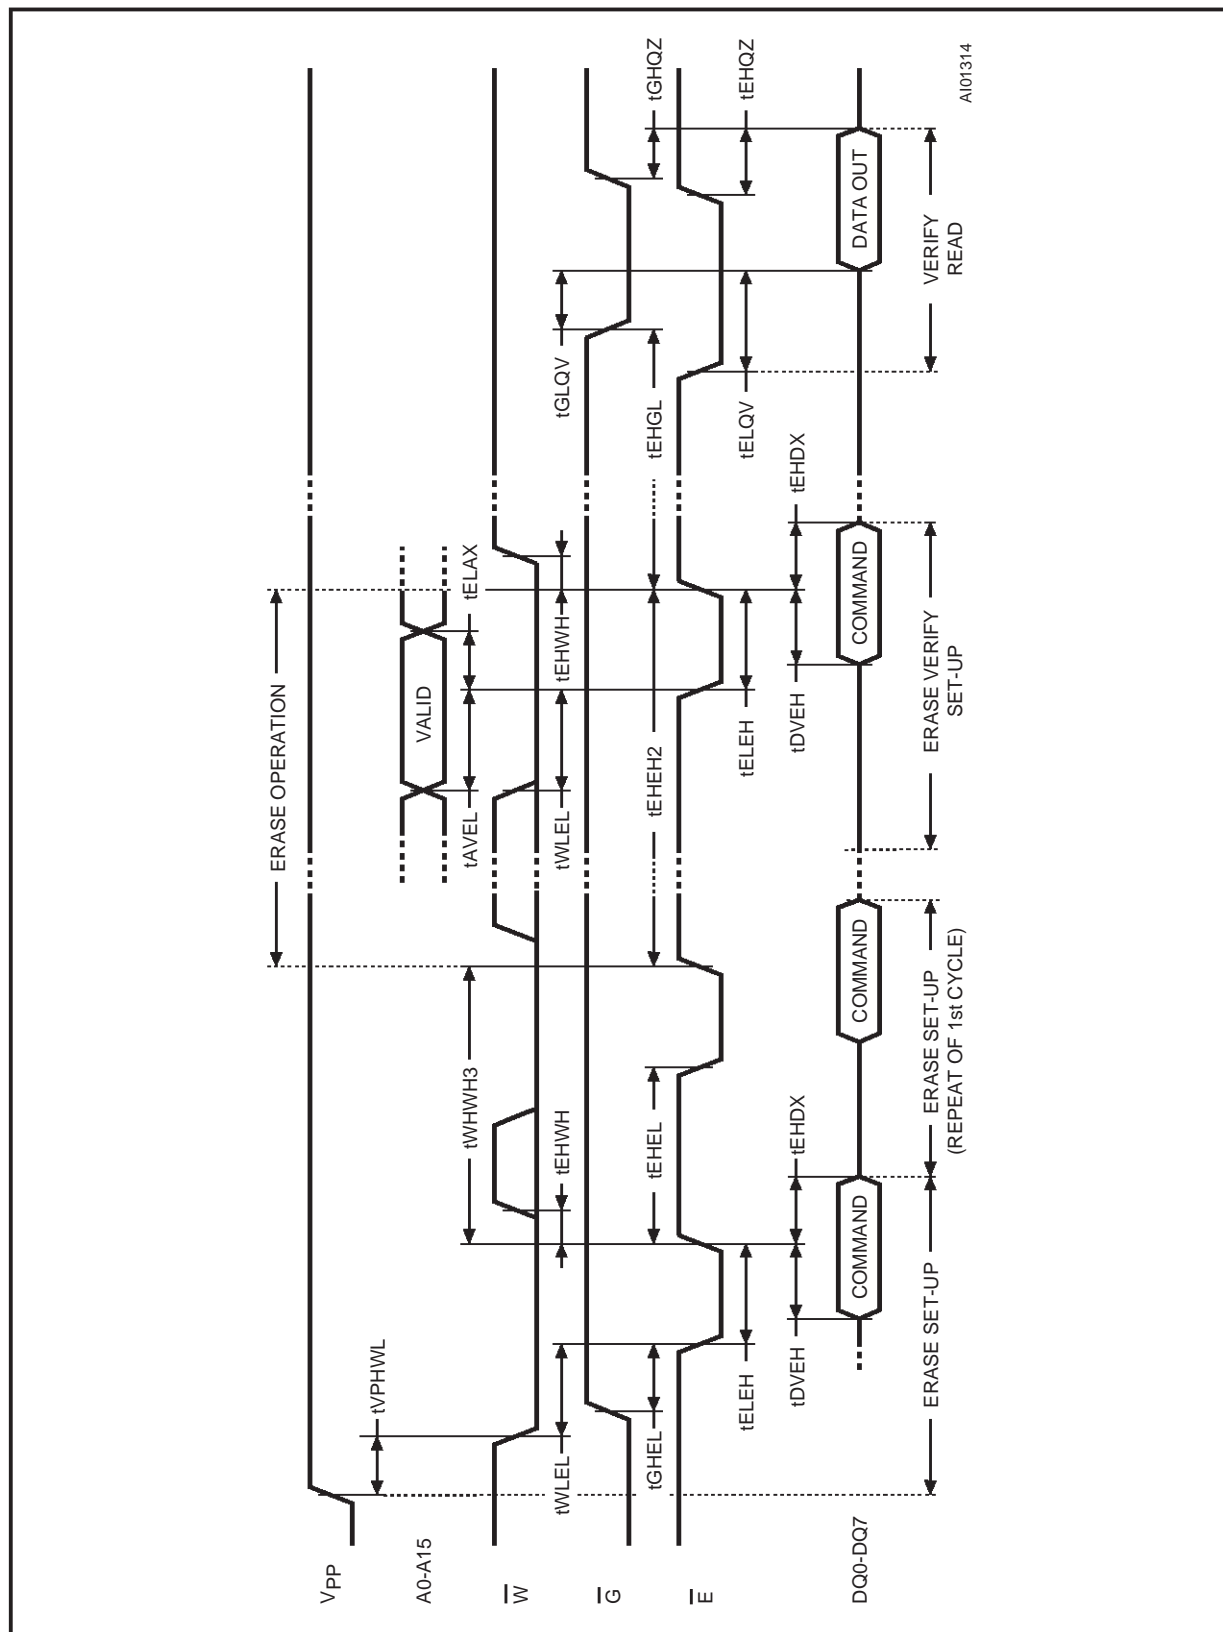 VPP
A0-A15
W
G
E
DQ0-DQ7
tVPHWL
tWLEL
tGHEL
tELEH
tDVEH
COMMAND
tEHDX
ERASE SET-UP
tWHWH3
tEHWH
tEHEL
COMMAND
ERASE SET-UP
(REPEAT OF 1st CYCLE)
ERASE OPERATION
VALID
tAVEL
tELAX
tWLEL
tEHWH
tEHEH2
tELEH
tDVEH
tEHDX
COMMAND
ERASE VERIFY
SET-UP
tGLQV
tEHGL
tELQV
tGHQZ
tEHQZ
DATA OUT
VERIFY
READ
AI01314